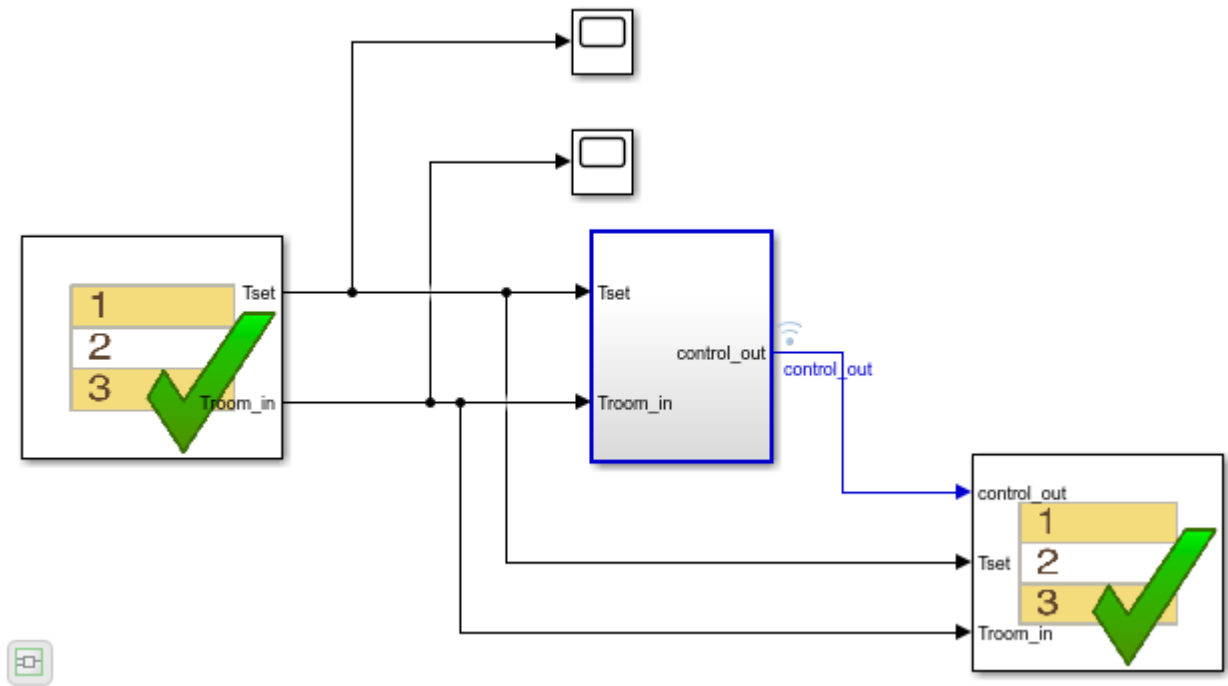 Tset
1
2
3
Troom_in
Tset
control_out
Troom_in
control_out
control_out
1
Tset
2
3
Troom_in